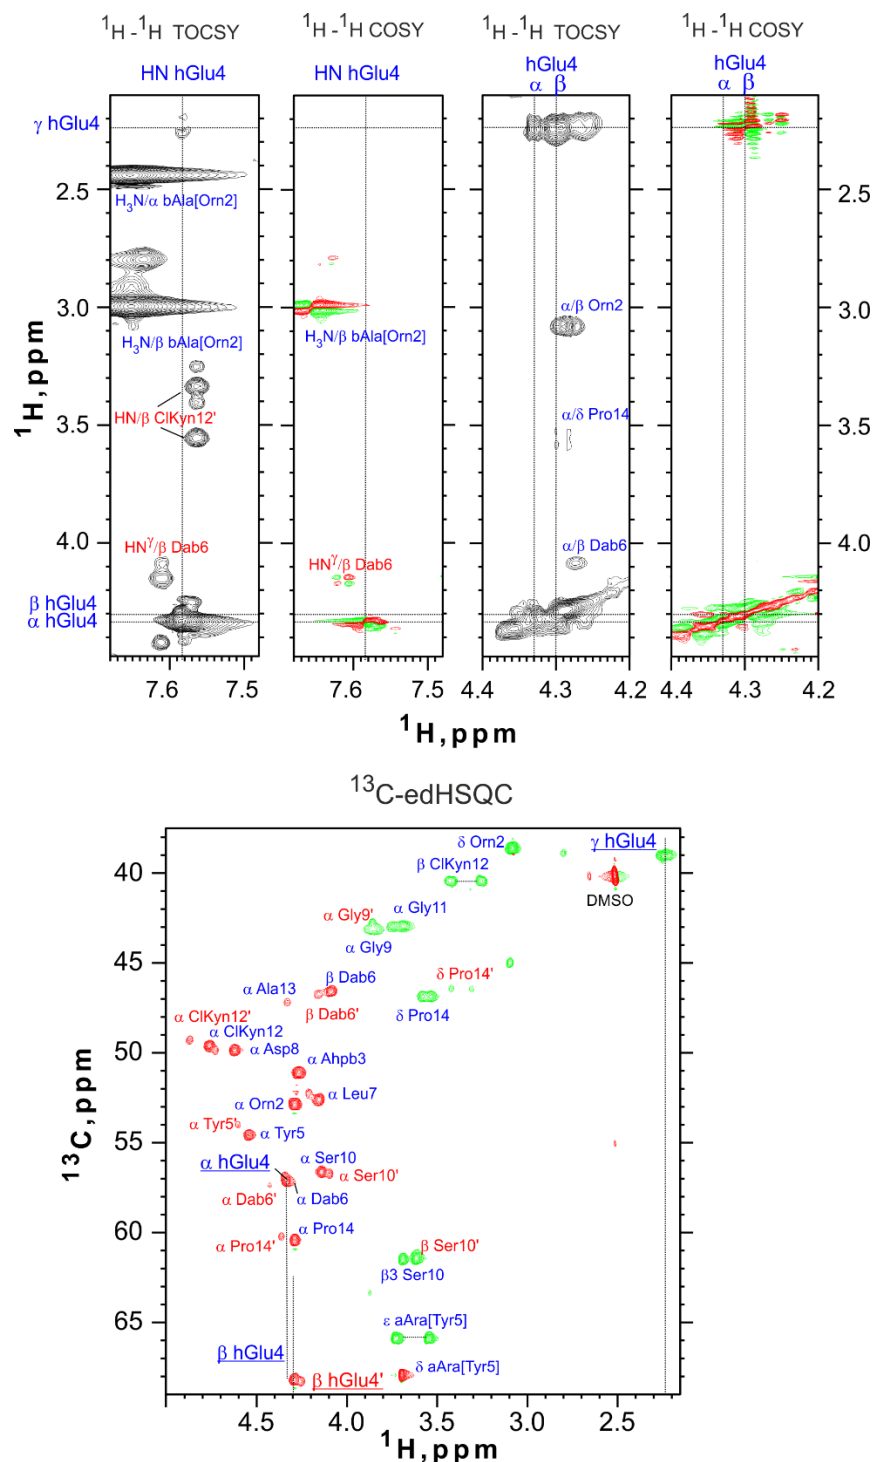 ¹H -¹H TOCSY
¹H -¹H COSY
¹H -¹H TOCSY
¹H -¹H COSY
HN hGlu4
HN hGlu4
hGlu4
α β
hGlu4
α β
γ hGlu4
2.5
2.5
H₃N/α bAla[Orn2]
3.0
3.0
α/β Orn2
H₃N/β bAla[Orn2]
H₃N/β bAla[Orn2]
¹H,ppm
HN/β ClKyn12'
α/δ Pro14
3.5
3.5
4.0
4.0
HNᵞ/β Dab6
HNᵞ/β Dab6
α/β Dab6
β hGlu4
α hGlu4
7.6 7.5
7.6 7.5
4.4 4.3 4.2
4.4 4.3 4.2
¹H,ppm
¹³C-edHSQC
δ Orn2
γ hGlu4
β ClKyn12
40
DMSO
α Gly9'
α Gly11
α Gly9
45
β Dab6
δ Pro14'
α Ala13
β Dab6'
δ Pro14
α ClKyn12'
α ClKyn12
50
α Asp8
α Ahpb3
α Leu7
α Orn2
α Tyr5'
α Tyr5
55
α Ser10
α hGlu4
α Ser10'
α Dab6'
α Dab6
α Pro14
60
α Pro14'
β Ser10'
β3 Ser10
65
ε aAra[Tyr5]
β hGlu4
β hGlu4'
δ aAra[Tyr5]
¹³C,ppm
4.5 4.0 3.5 3.0 2.5
¹H,ppm